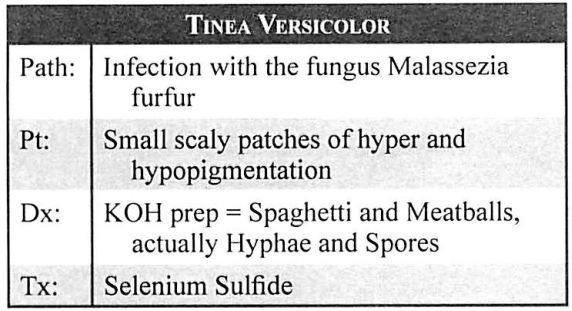 TINEA VERSICOLOR
Path: Infection with the fungus Malassezia
furfur
Pt: Small scaly patches of hyper and
hypopigmentation
Dx: KOH prep = Spaghetti and Meatballs,
actually Hyphae and Spores
Tx: Selenium Sulfide